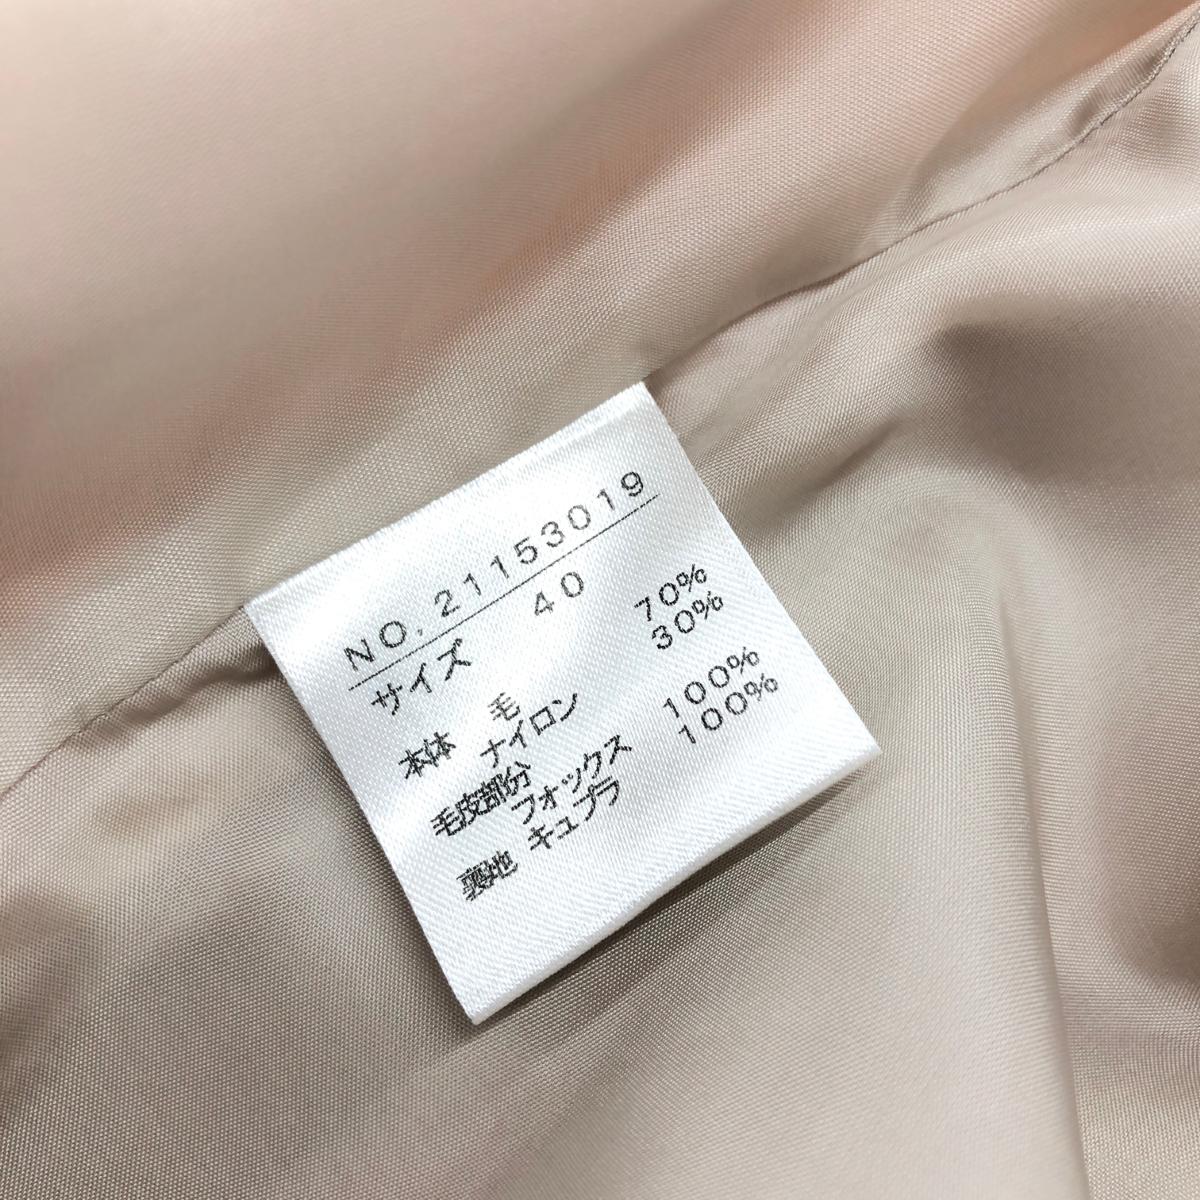 NO. 21153019
サイズ 40
本体 毛 70%
ナイロン 30%
毛皮部分
フォックス 100%
裏地 キュプラ 100%